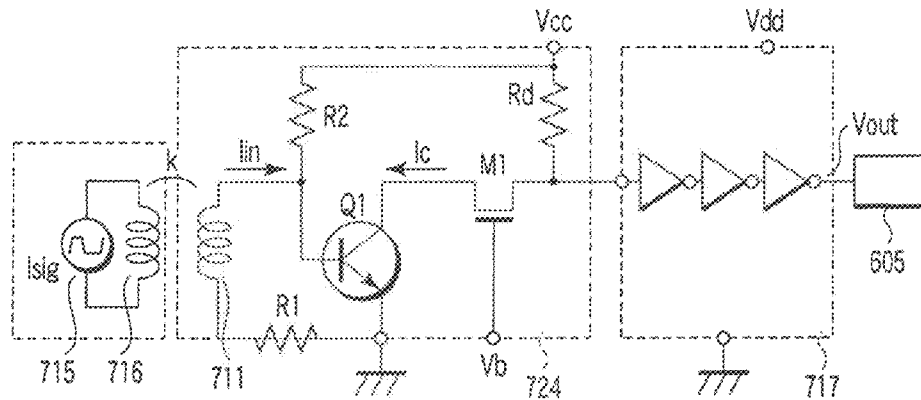 Vcc
Vdd
R2
Rd
Vout
k
Iin
Ic
M1
Q1
Isig
605
R1
715
716
711
Vb
724
717